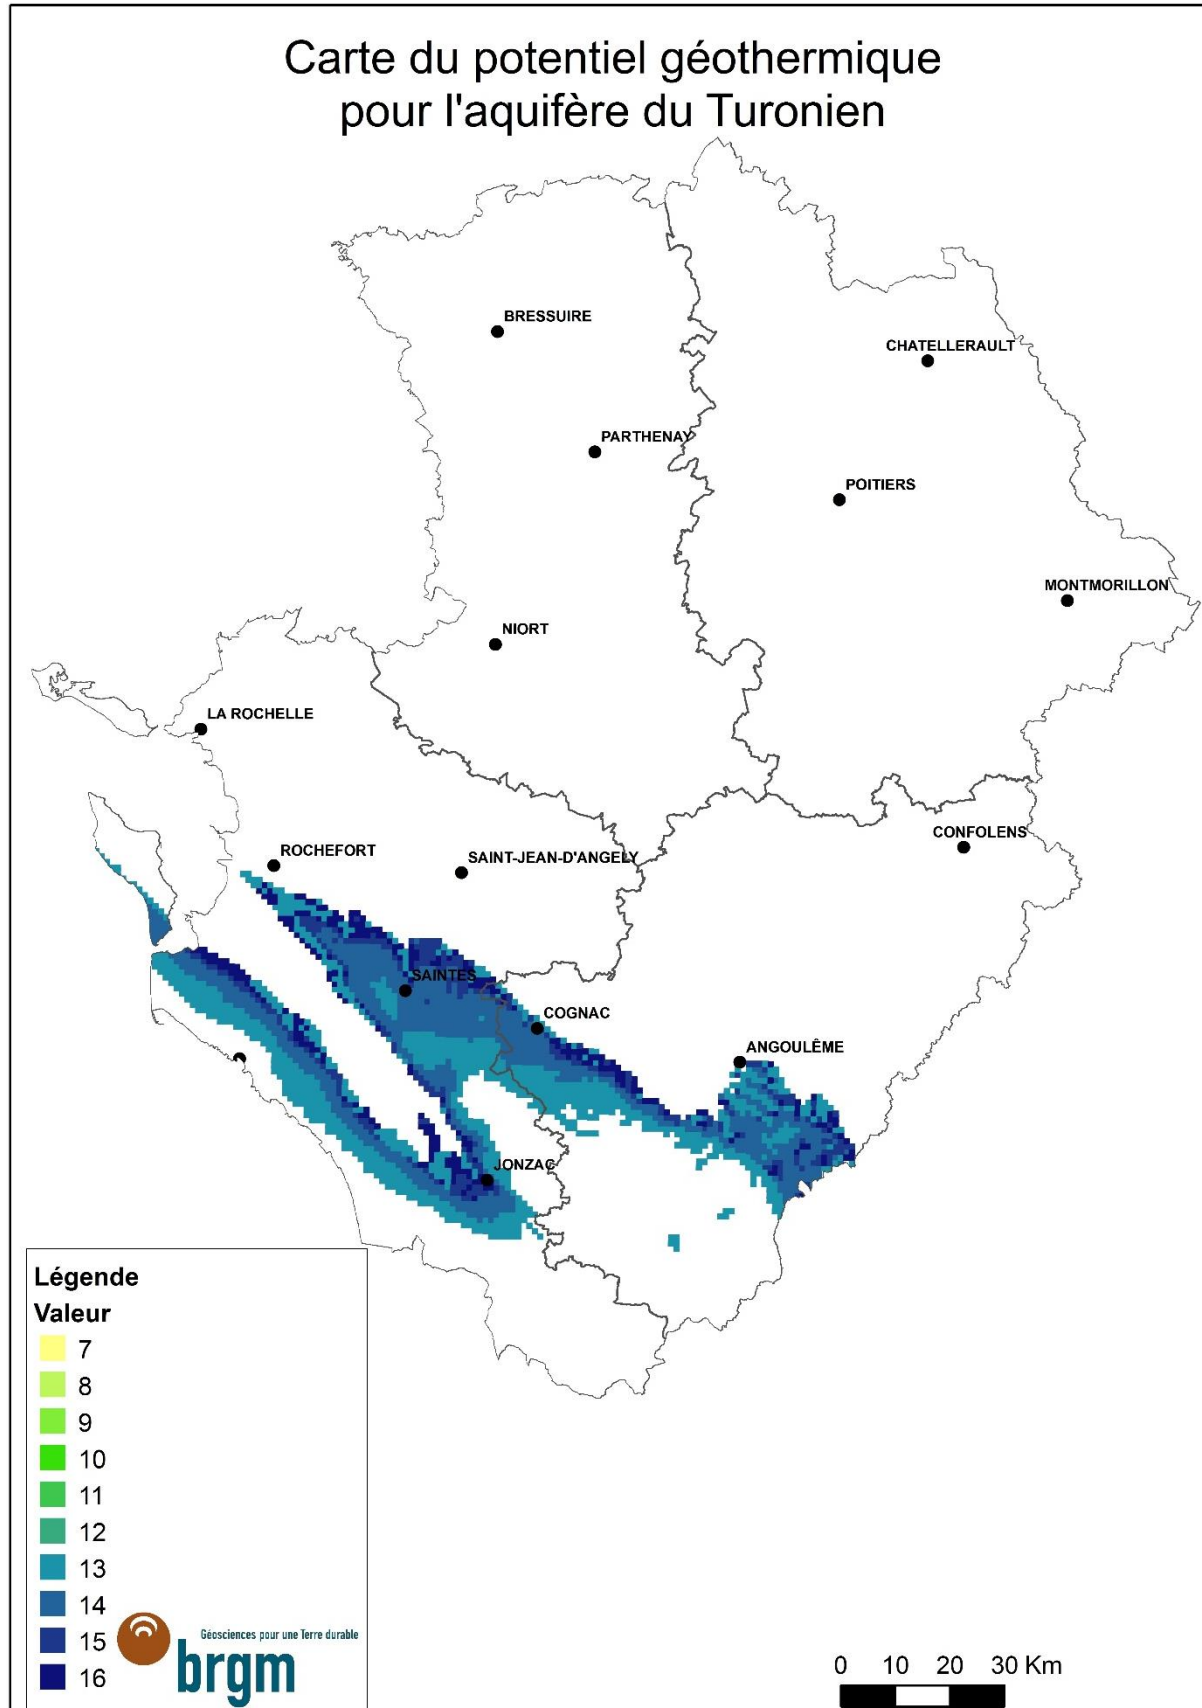 Carte du potentiel géothermique
pour l'aquifère du Turonien
BRESSUIRE
CHATELLERAULT
PARTHENAY
POITIERS
MONTMORILLON
NIORT
LA ROCHELLE
CONFOLENS
ROCHEFORT
SAINT-JEAN-D'ANGELY
SAINTES
COGNAC
ANGOULÊME
JONZAC
Légende
Valeur
7
8
9
10
11
12
13
14
15
16
Géosciences pour une Terre durable
brgm
0 10 20 30 Km